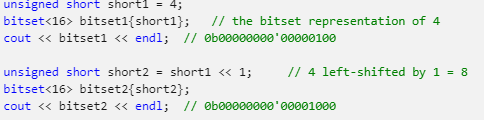 unsigned short short1 = 4;
bitset<16> bitset1{short1};   // the bitset representation of 4
cout << bitset1 << endl;  // 0b00000000'00000100
unsigned short short2 = short1 << 1;     // 4 left-shifted by 1 = 8
bitset<16> bitset2{short2};
cout << bitset2 << endl;  // 0b00000000'00001000